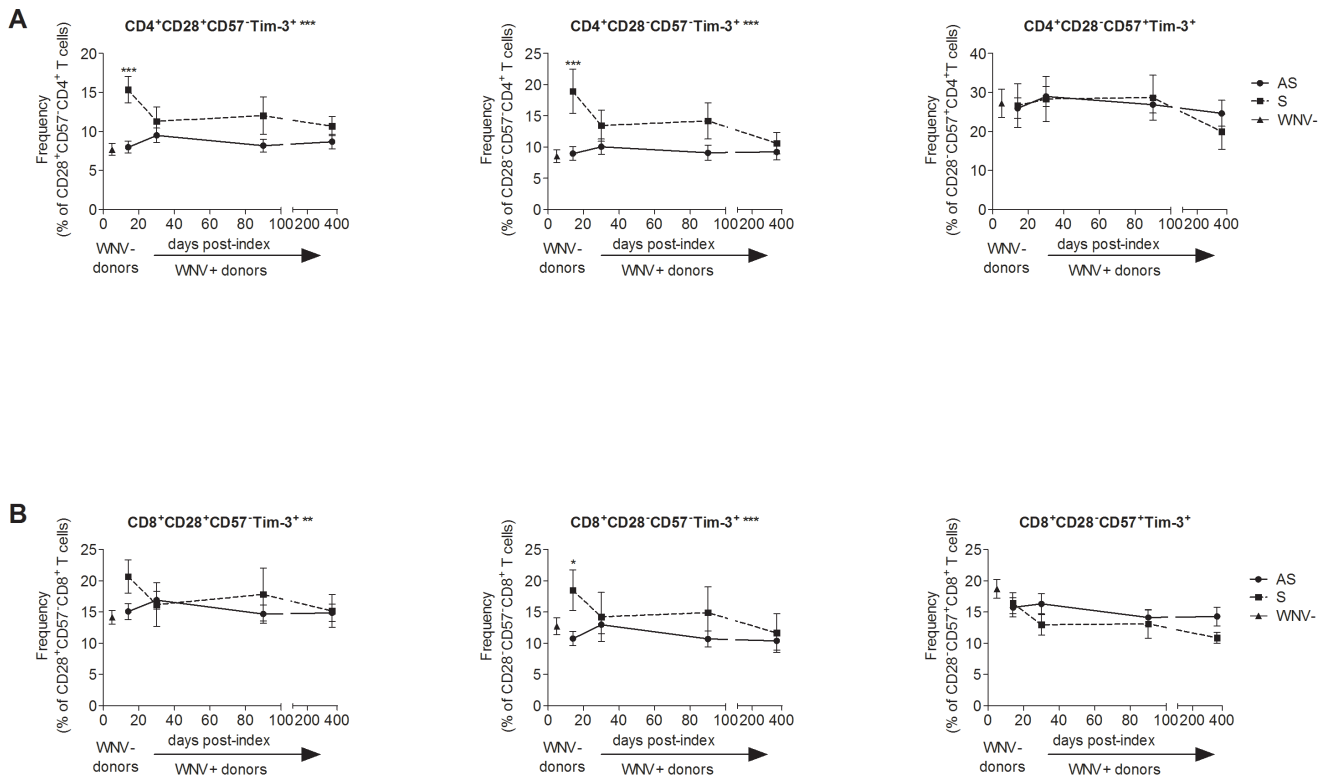 A
CD4⁺CD28⁺CD57⁻Tim-3⁺ ***
Frequency
(% of CD28⁺CD57⁻CD4⁺ T cells)
20
15
10
5
0
***
0 20 40 60 80 100 200 400
days post-index
WNV-
donors
WNV+ donors
CD4⁺CD28⁻CD57⁻Tim-3⁺ ***
Frequency
(% of CD28⁻CD57⁻CD4⁺ T cells)
25
20
15
10
5
0
***
0 20 40 60 80 100 200 400
days post-index
WNV-
donors
WNV+ donors
CD4⁺CD28⁻CD57⁺Tim-3⁺
Frequency
(% of CD28⁻CD57⁺CD4⁺ T cells)
40
30
20
10
0
0 20 40 60 80 100 200 400
days post-index
WNV-
donors
WNV+ donors
AS
S
WNV-
B
CD8⁺CD28⁺CD57⁻Tim-3⁺ **
Frequency
(% of CD28⁺CD57⁻CD8⁺ T cells)
25
20
15
10
5
0
0 20 40 60 80 100 200 400
days post-index
WNV-
donors
WNV+ donors
CD8⁺CD28⁻CD57⁻Tim-3⁺ ***
Frequency
(% of CD28⁻CD57⁻CD8⁺ T cells)
25
20
15
10
5
0
*
0 20 40 60 80 100 200 400
days post-index
WNV-
donors
WNV+ donors
CD8⁺CD28⁻CD57⁺Tim-3⁺
Frequency
(% of CD28⁻CD57⁺CD8⁺ T cells)
25
20
15
10
5
0
0 20 40 60 80 100 200 400
days post-index
WNV-
donors
WNV+ donors
AS
S
WNV-